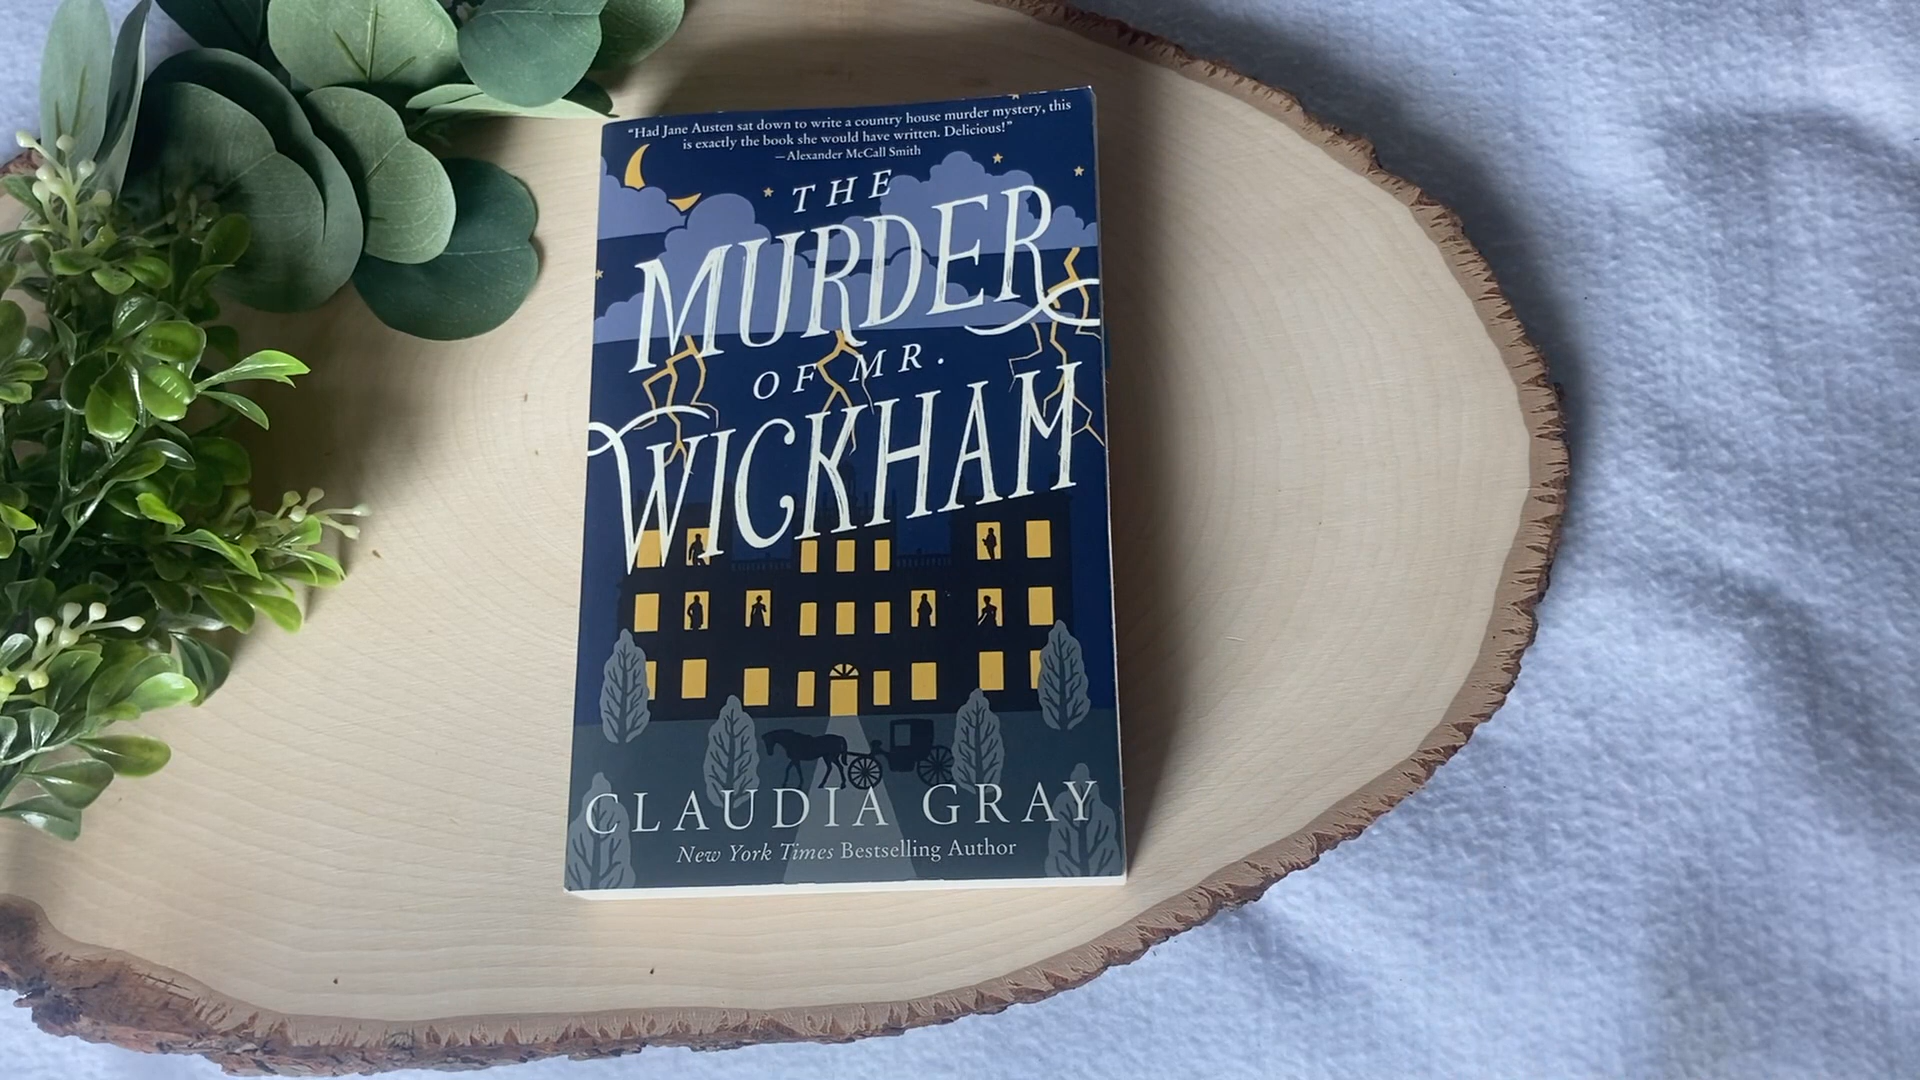 "Had Jane Austen sat down to write a country house murder mystery, this
is exactly the book she would have written. Delicious!"
—Alexander McCall Smith
THE
MURDER
OF MR.
WICKHAM
CLAUDIA GRAY
New York Times Bestselling Author